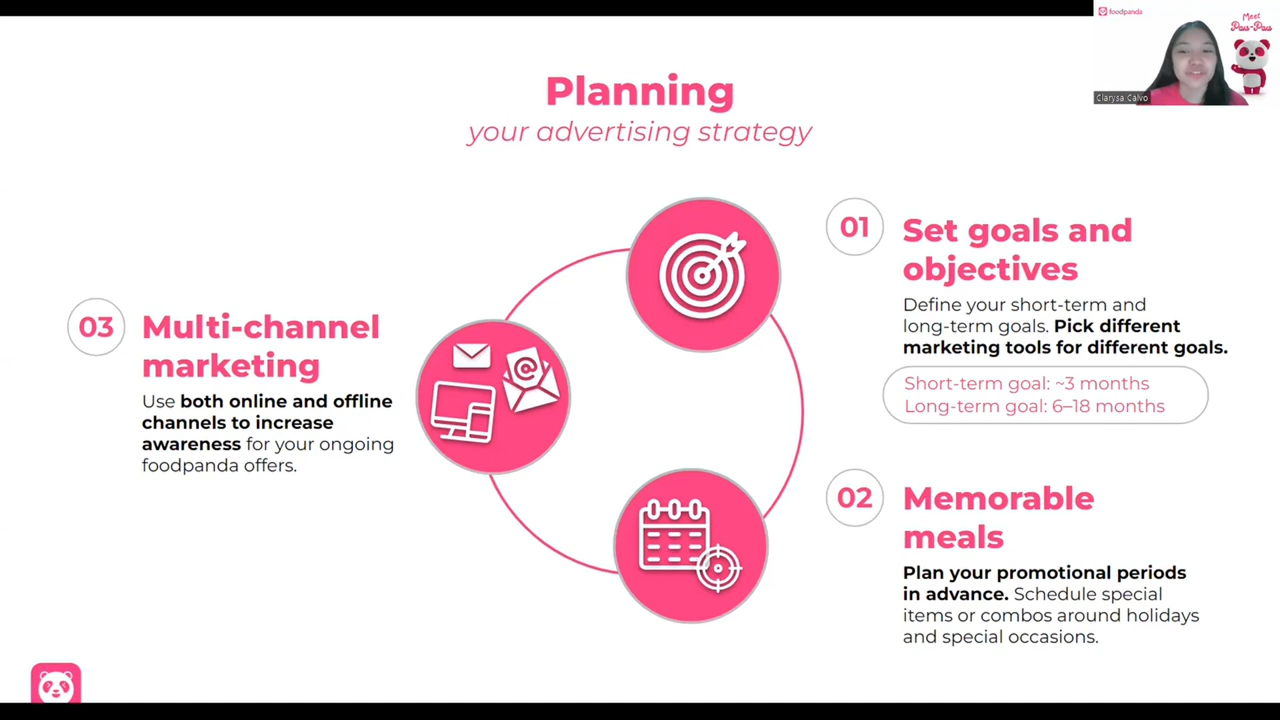 foodpanda
Meet
Pau-Pau
Clarysa Calvo
Planning
your advertising strategy
01
Set goals and
objectives
Define your short-term and
long-term goals. Pick different
marketing tools for different goals.
Short-term goal: ~3 months
Long-term goal: 6–18 months
02
Memorable
meals
Plan your promotional periods
in advance. Schedule special
items or combos around holidays
and special occasions.
03
Multi-channel
marketing
Use both online and offline
channels to increase
awareness for your ongoing
foodpanda offers.
@